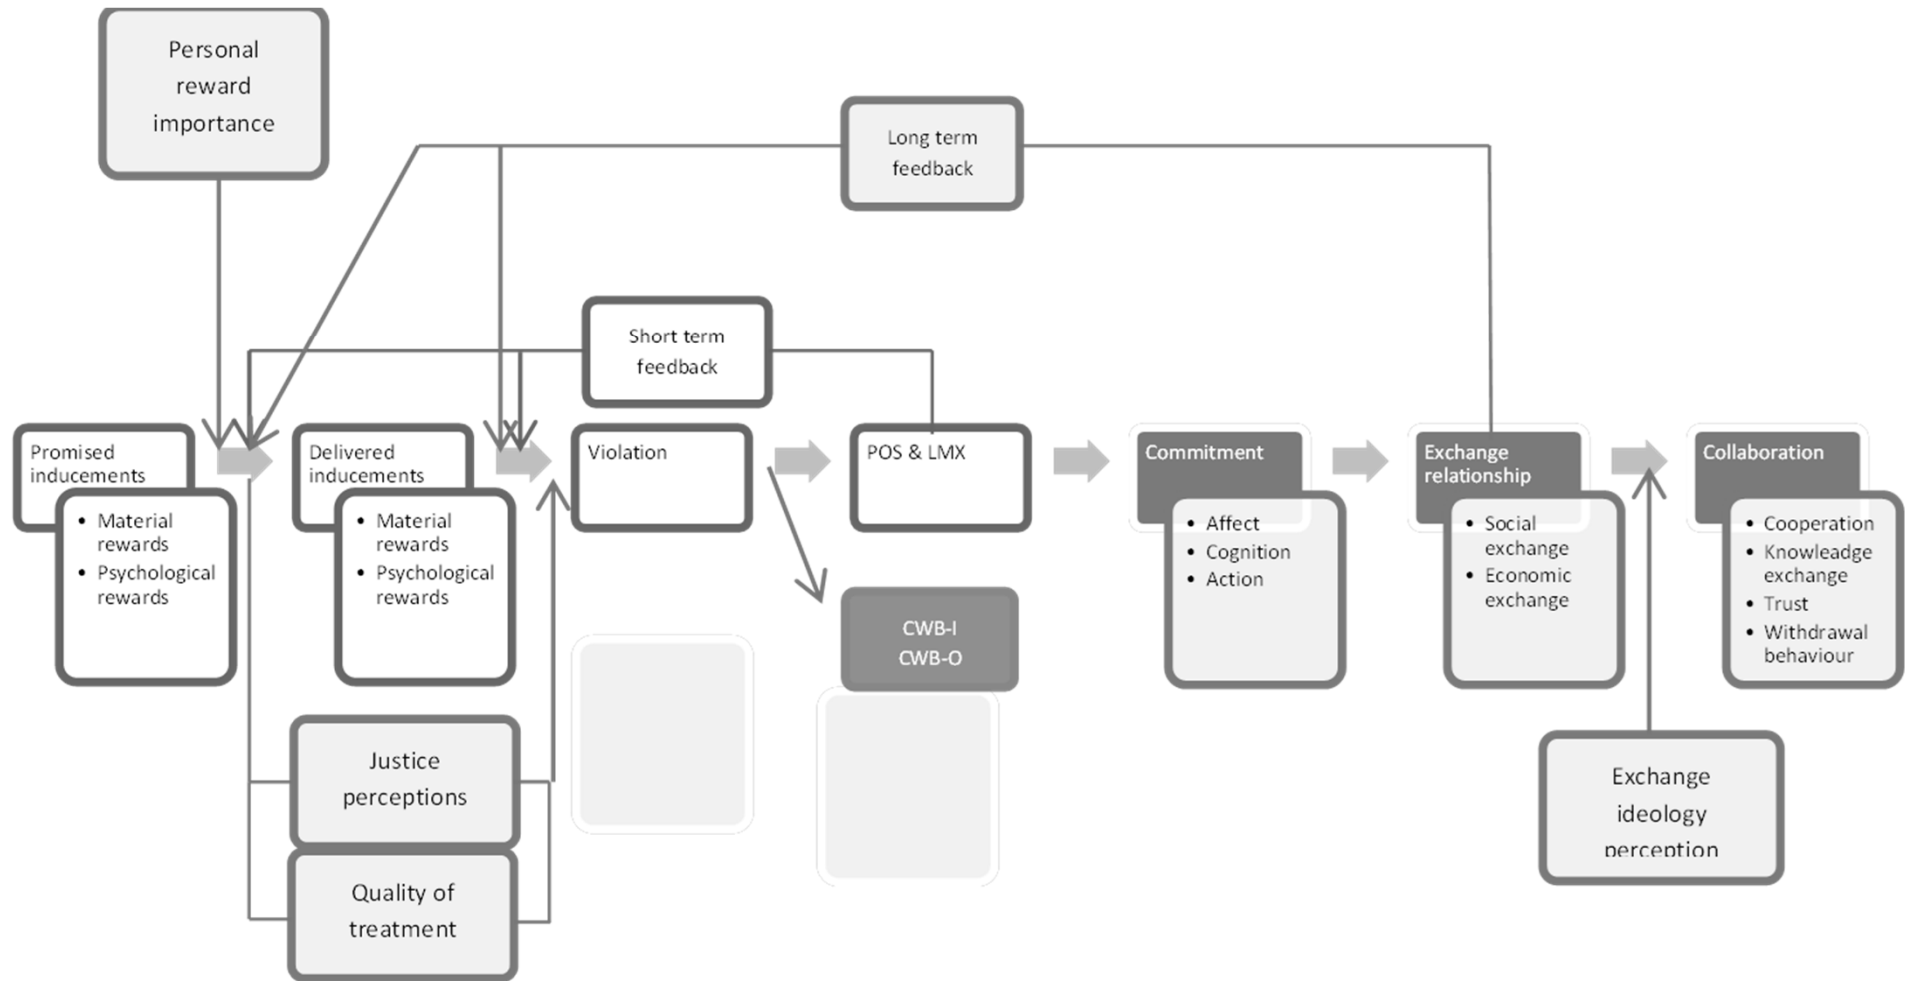 Personal
reward
importance
Long term
feedback
Short term
feedback
Promised
inducements
• Material
rewards
• Psychological
rewards
Delivered
inducements
• Material
rewards
• Psychological
rewards
Violation
POS & LMX
CWB-I
CWB-O
Commitment
• Affect
• Cognition
• Action
Exchange
relationship
• Social
exchange
• Economic
exchange
Collaboration
• Cooperation
• Knowleadge
exchange
• Trust
• Withdrawal
behaviour
Justice
perceptions
Quality of
treatment
Exchange
ideology
perception